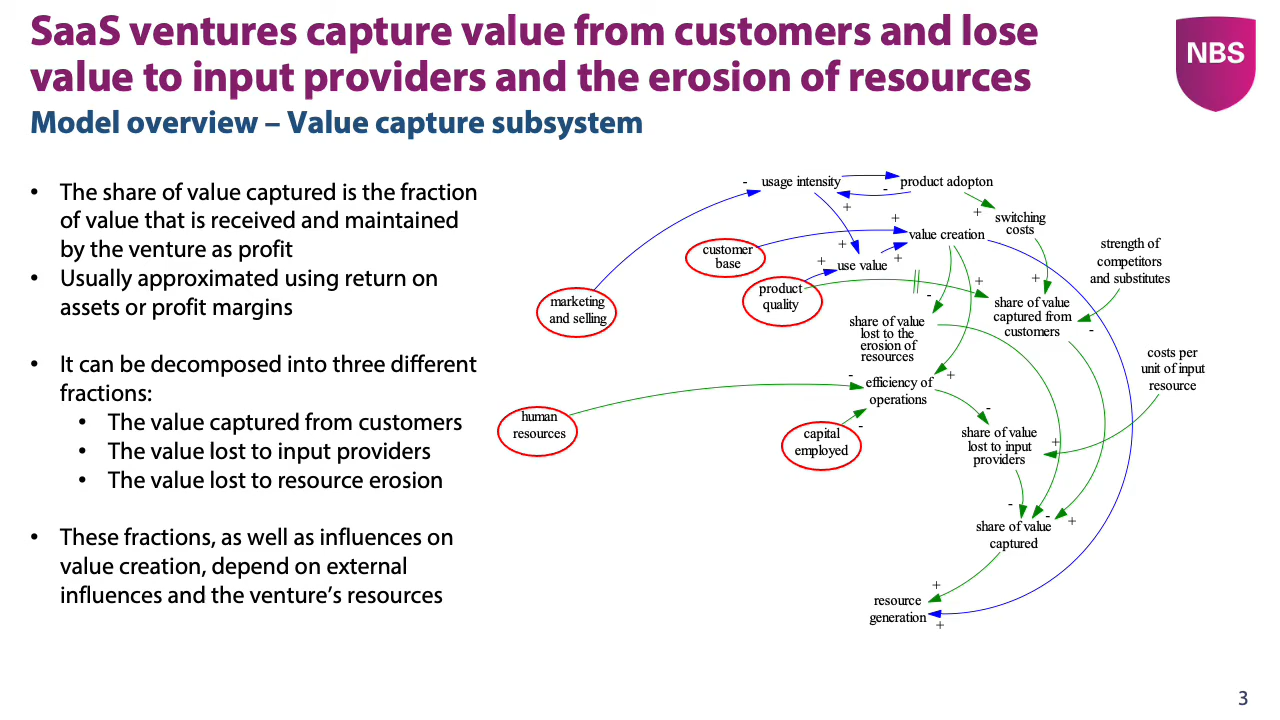 SaaS ventures capture value from customers and lose
value to input providers and the erosion of resources
NBS
Model overview – Value capture subsystem
• The share of value captured is the fraction
of value that is received and maintained
by the venture as profit
• Usually approximated using return on
assets or profit margins
• It can be decomposed into three different
fractions:
• The value captured from customers
• The value lost to input providers
• The value lost to resource erosion
• These fractions, as well as influences on
value creation, depend on external
influences and the venture's resources
- usage intensity
- product adopton
+
+
+
switching
costs
customer
base
value creation
strength of
competitors
and substitutes
+
+ use value +
product
quality
+
+
marketing
and selling
-
share of value
captured from
customers
-
share of value
lost to the
erosion of
resources
costs per
unit of input
resource
-
efficiency of
operations
+
human
resources
capital
employed
-
-
share of value
lost to input
providers
+
-
-
+
share of value
captured
+
resource
generation
+
3